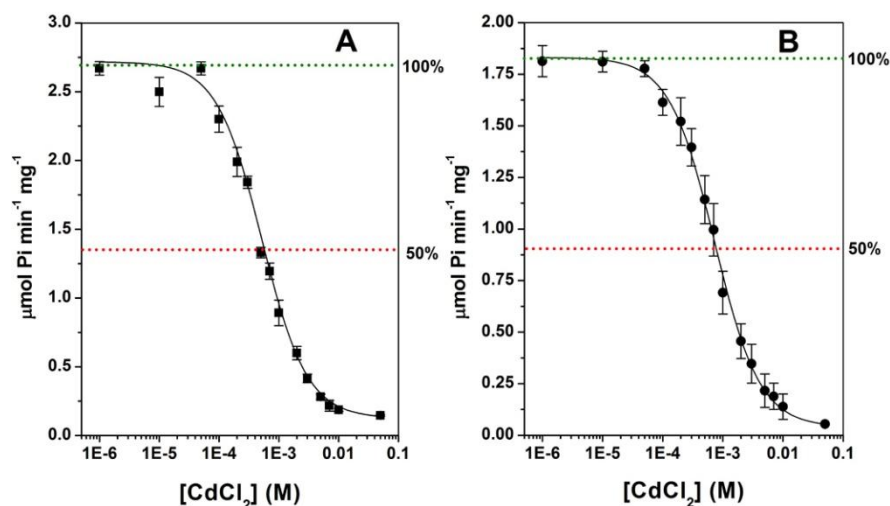 A
3.0
2.5
2.0
1.5
1.0
0.5
0.0
μmol Pi min⁻¹ mg⁻¹
100%
50%
1E-6 1E-5 1E-4 1E-3 0.01 0.1
[CdCl₂] (M)
B
2.00
1.75
1.50
1.25
1.00
0.75
0.50
0.25
0.00
μmol Pi min⁻¹ mg⁻¹
100%
50%
1E-6 1E-5 1E-4 1E-3 0.01 0.1
[CdCl₂] (M)